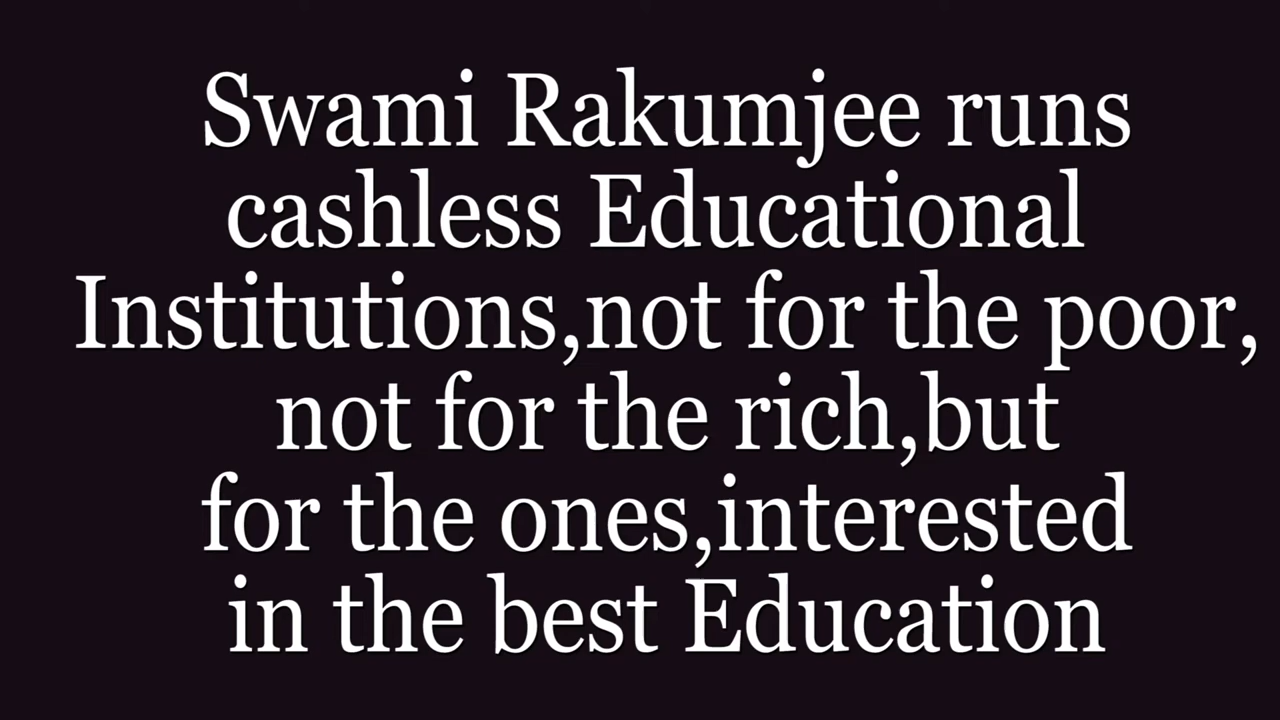 Swami Rakumjee runs
cashless Educational
Institutions,not for the poor,
not for the rich,but
for the ones,interested
in the best Education